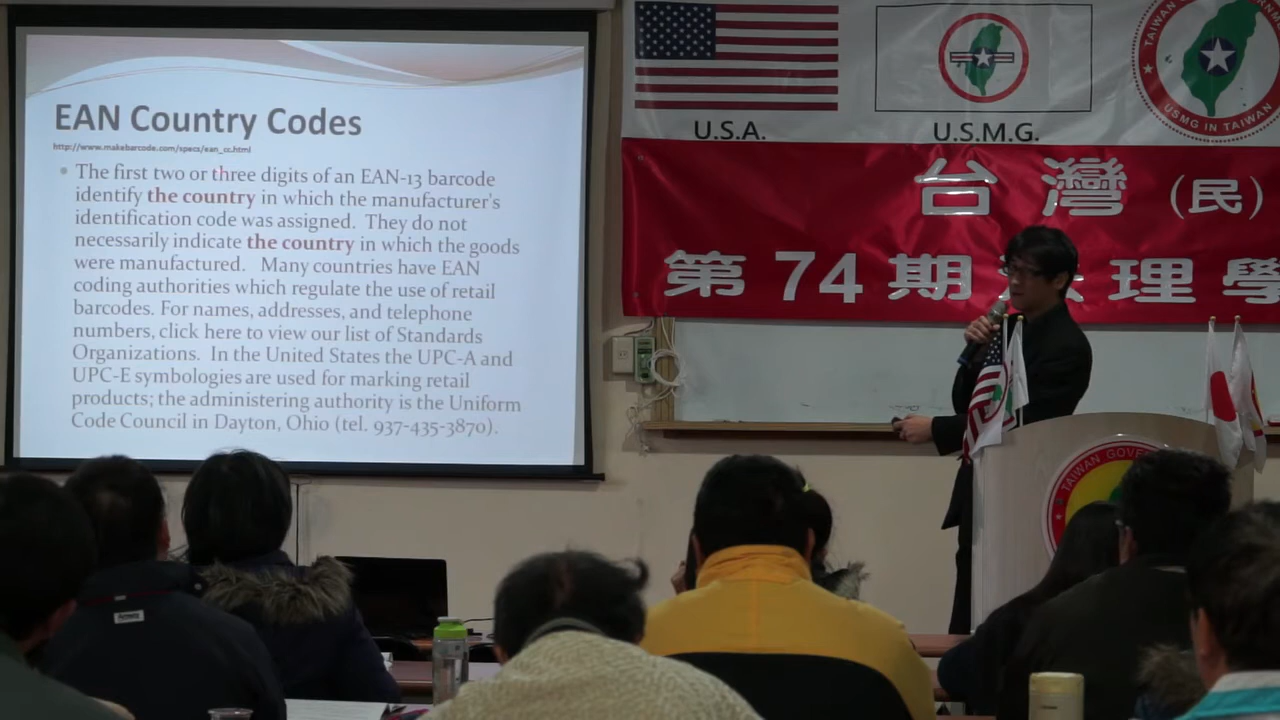 EAN Country Codes
http://www.makebarcode.com/specs/ean_cc.html
• The first two or three digits of an EAN-13 barcode
identify the country in which the manufacturer's
identification code was assigned. They do not
necessarily indicate the country in which the goods
were manufactured. Many countries have EAN
coding authorities which regulate the use of retail
barcodes. For names, addresses, and telephone
numbers, click here to view our list of Standards
Organizations. In the United States the UPC-A and
UPC-E symbologies are used for marking retail
products; the administering authority is the Uniform
Code Council in Dayton, Ohio (tel. 937-435-3870).
U.S.A.
U.S.M.G.
TAIWAN
USMG IN TAIWAN
台灣(民)
第74期 理學
TAIWAN